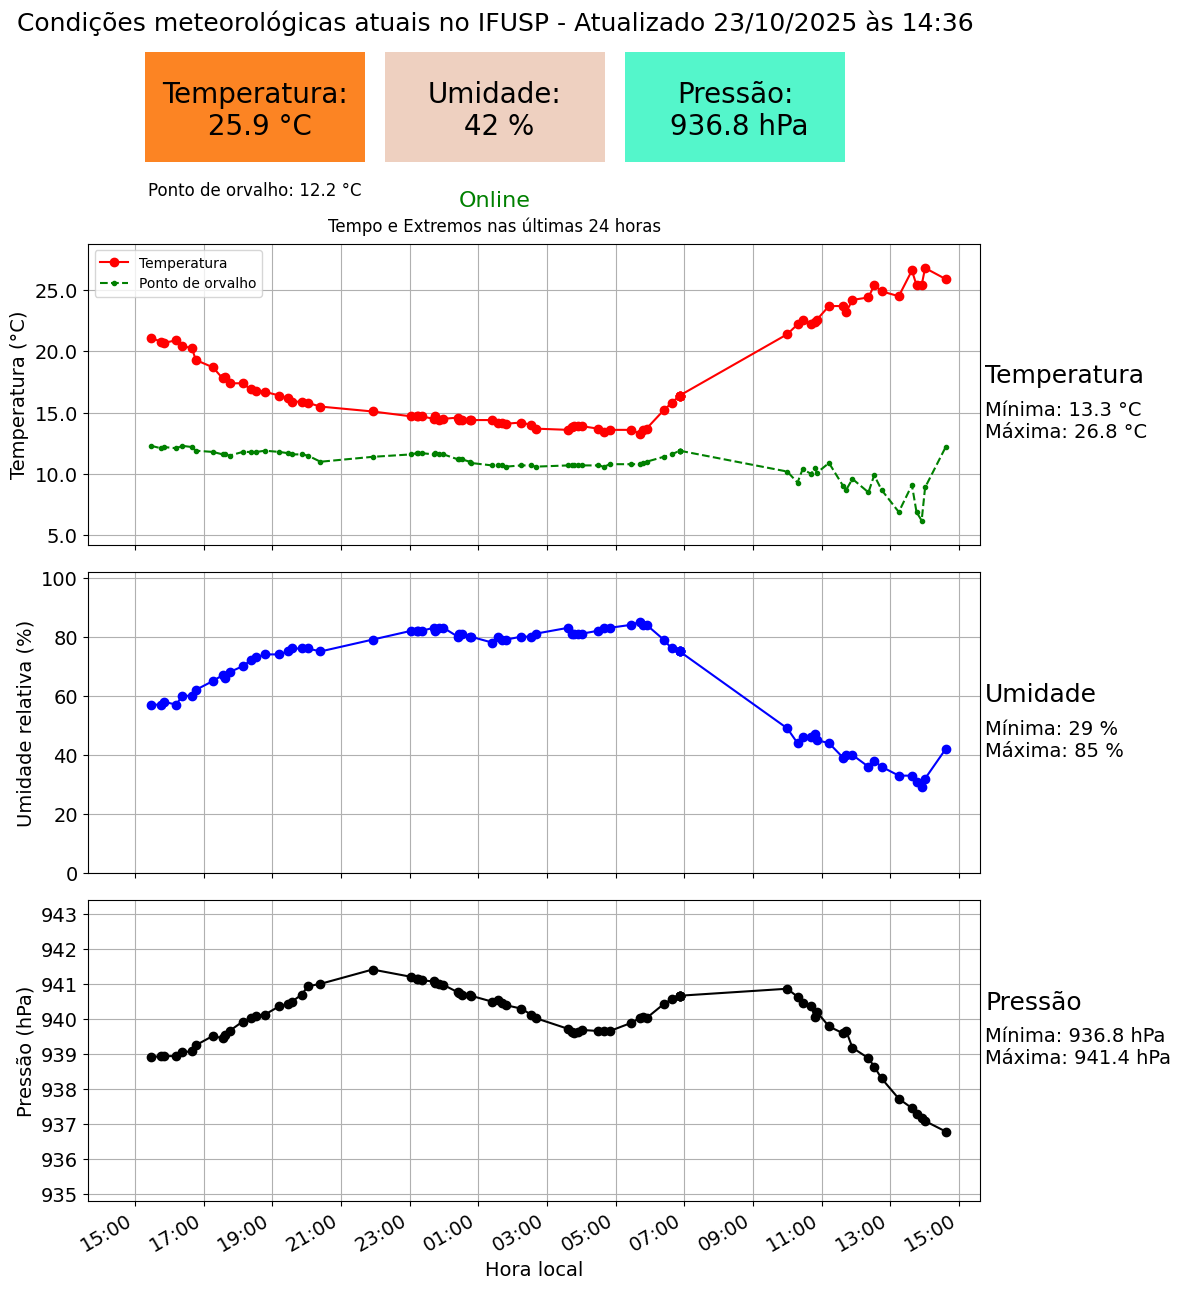 Condições meteorológicas atuais no IFUSP - Atualizado 23/10/2025 às 14:36
Temperatura:
25.9 °C
Umidade:
42 %
Pressão:
936.8 hPa
Ponto de orvalho: 12.2 °C
Online
Tempo e Extremos nas últimas 24 horas
Temperatura
Ponto de orvalho
Temperatura (°C)
25.0
20.0
15.0
10.0
5.0
Temperatura
Mínima: 13.3 °C
Máxima: 26.8 °C
Umidade relativa (%)
100
80
60
40
20
0
Umidade
Mínima: 29 %
Máxima: 85 %
Pressão (hPa)
943
942
941
940
939
938
937
936
935
Pressão
Mínima: 936.8 hPa
Máxima: 941.4 hPa
15:00
17:00
19:00
21:00
23:00
01:00
03:00
05:00
07:00
09:00
11:00
13:00
15:00
Hora local